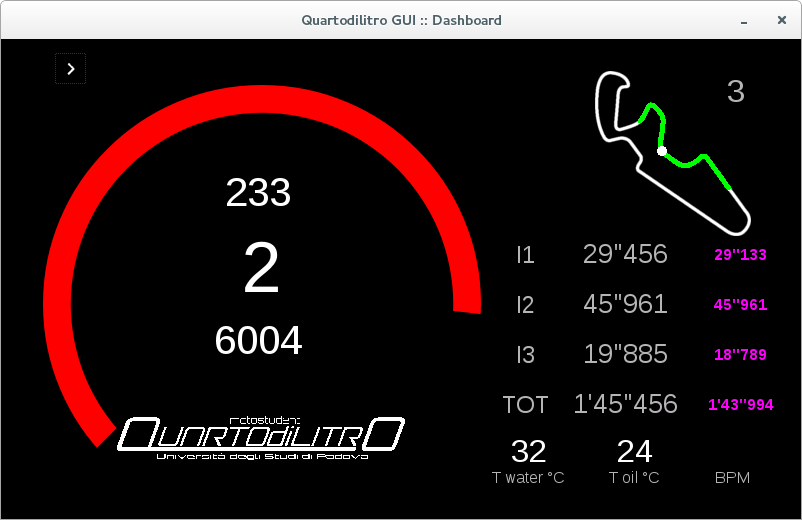 Quartodilitro GUI :: Dashboard
3
233
2
6004
I1 29"456 29"133
I2 45"961 45"961
I3 19"885 18"789
TOT 1'45"456 1'43"994
motostudent
QUARTODiLiTRO
Università degli Studi di Padova
32 24
T water °C T oil °C BPM